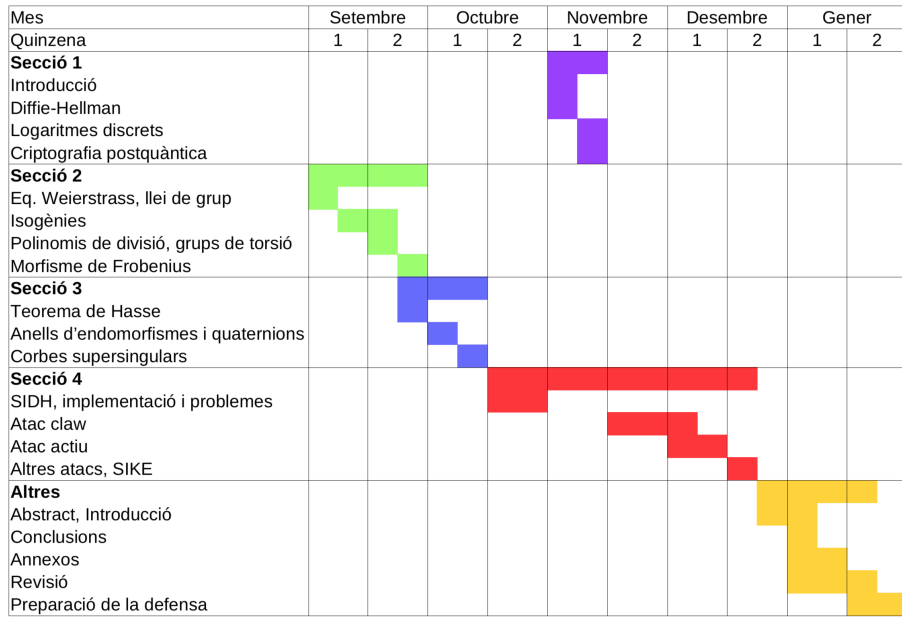 Mes Setembre Octubre Novembre Desembre Gener
Quinzena 1 2 1 2 1 2 1 2 1 2
Secció 1
Introducció
Diffie-Hellman
Logaritmes discrets
Criptografia postquàntica
Secció 2
Eq. Weierstrass, llei de grup
Isogènies
Polinomis de divisió, grups de torsió
Morfisme de Frobenius
Secció 3
Teorema de Hasse
Anells d’endomorfismes i quaternions
Corbes supersingulars
Secció 4
SIDH, implementació i problemes
Atac claw
Atac actiu
Altres atacs, SIKE
Altres
Abstract, Introducció
Conclusions
Annexos
Revisió
Preparació de la defensa